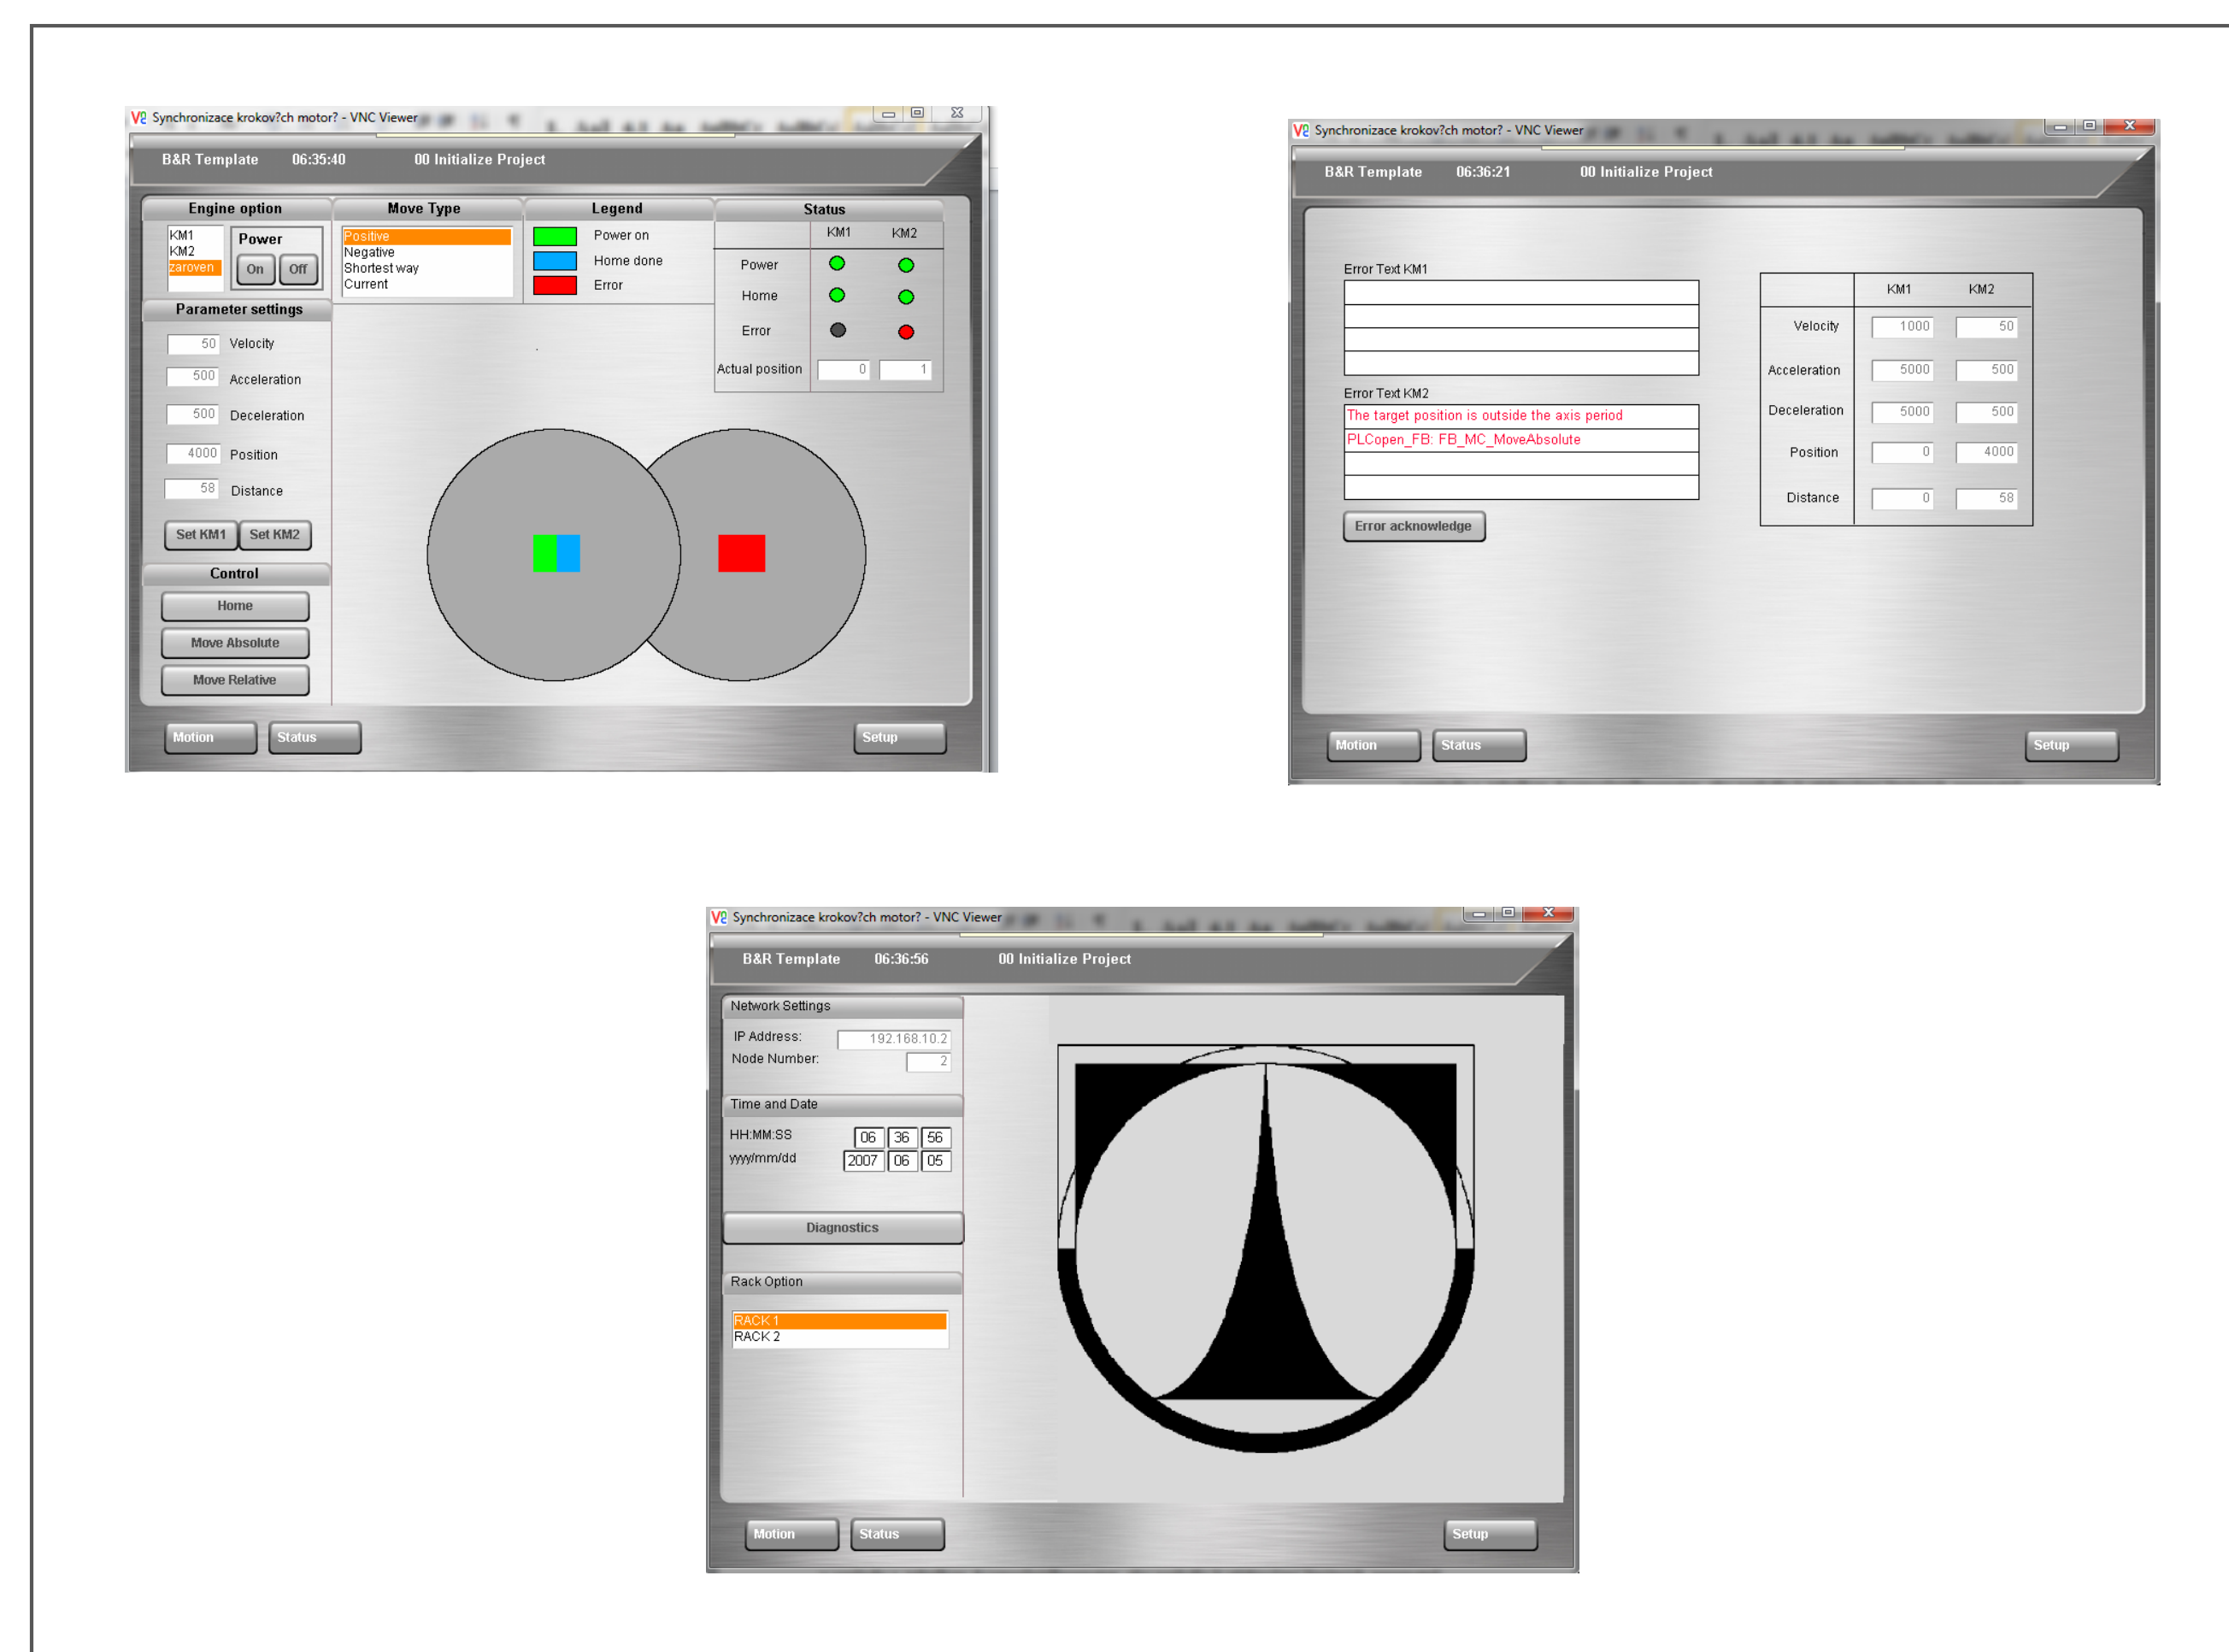 Synchronizace krokov?ch motor? - VNC Viewer
B&R Template 06:35:40 00 Initialize Project
Engine option Move Type Legend Status
KM1
KM2
zaroven
Power
On Off
Positive
Negative
Shortest way
Current
Power on
Home done
Error
KM1 KM2
Power
Home
Error
Actual position 0 1
Parameter settings
50 Velocity
500 Acceleration
500 Deceleration
4000 Position
58 Distance
Set KM1 Set KM2
Control
Home
Move Absolute
Move Relative
Motion Status Setup
Synchronizace krokov?ch motor? - VNC Viewer
B&R Template 06:36:21 00 Initialize Project
Error Text KM1
Error Text KM2
The target position is outside the axis period
PLCopen_FB: FB_MC_MoveAbsolute
Error acknowledge
KM1 KM2
Velocity 1000 50
Acceleration 5000 500
Deceleration 5000 500
Position 0 4000
Distance 0 58
Motion Status Setup
Synchronizace krokov?ch motor? - VNC Viewer
B&R Template 06:36:56 00 Initialize Project
Network Settings
IP Address: 192.168.10.2
Node Number: 2
Time and Date
HH:MM:SS 06 36 56
yyyy/mm/dd 2007 06 05
Diagnostics
Rack Option
RACK 1
RACK 2
Motion Status Setup